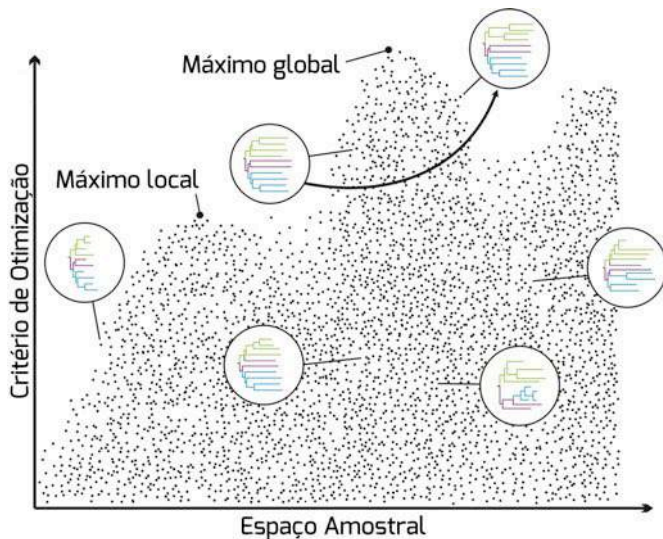 Máximo global
Máximo local
Critério de Otimização
Espaço Amostral